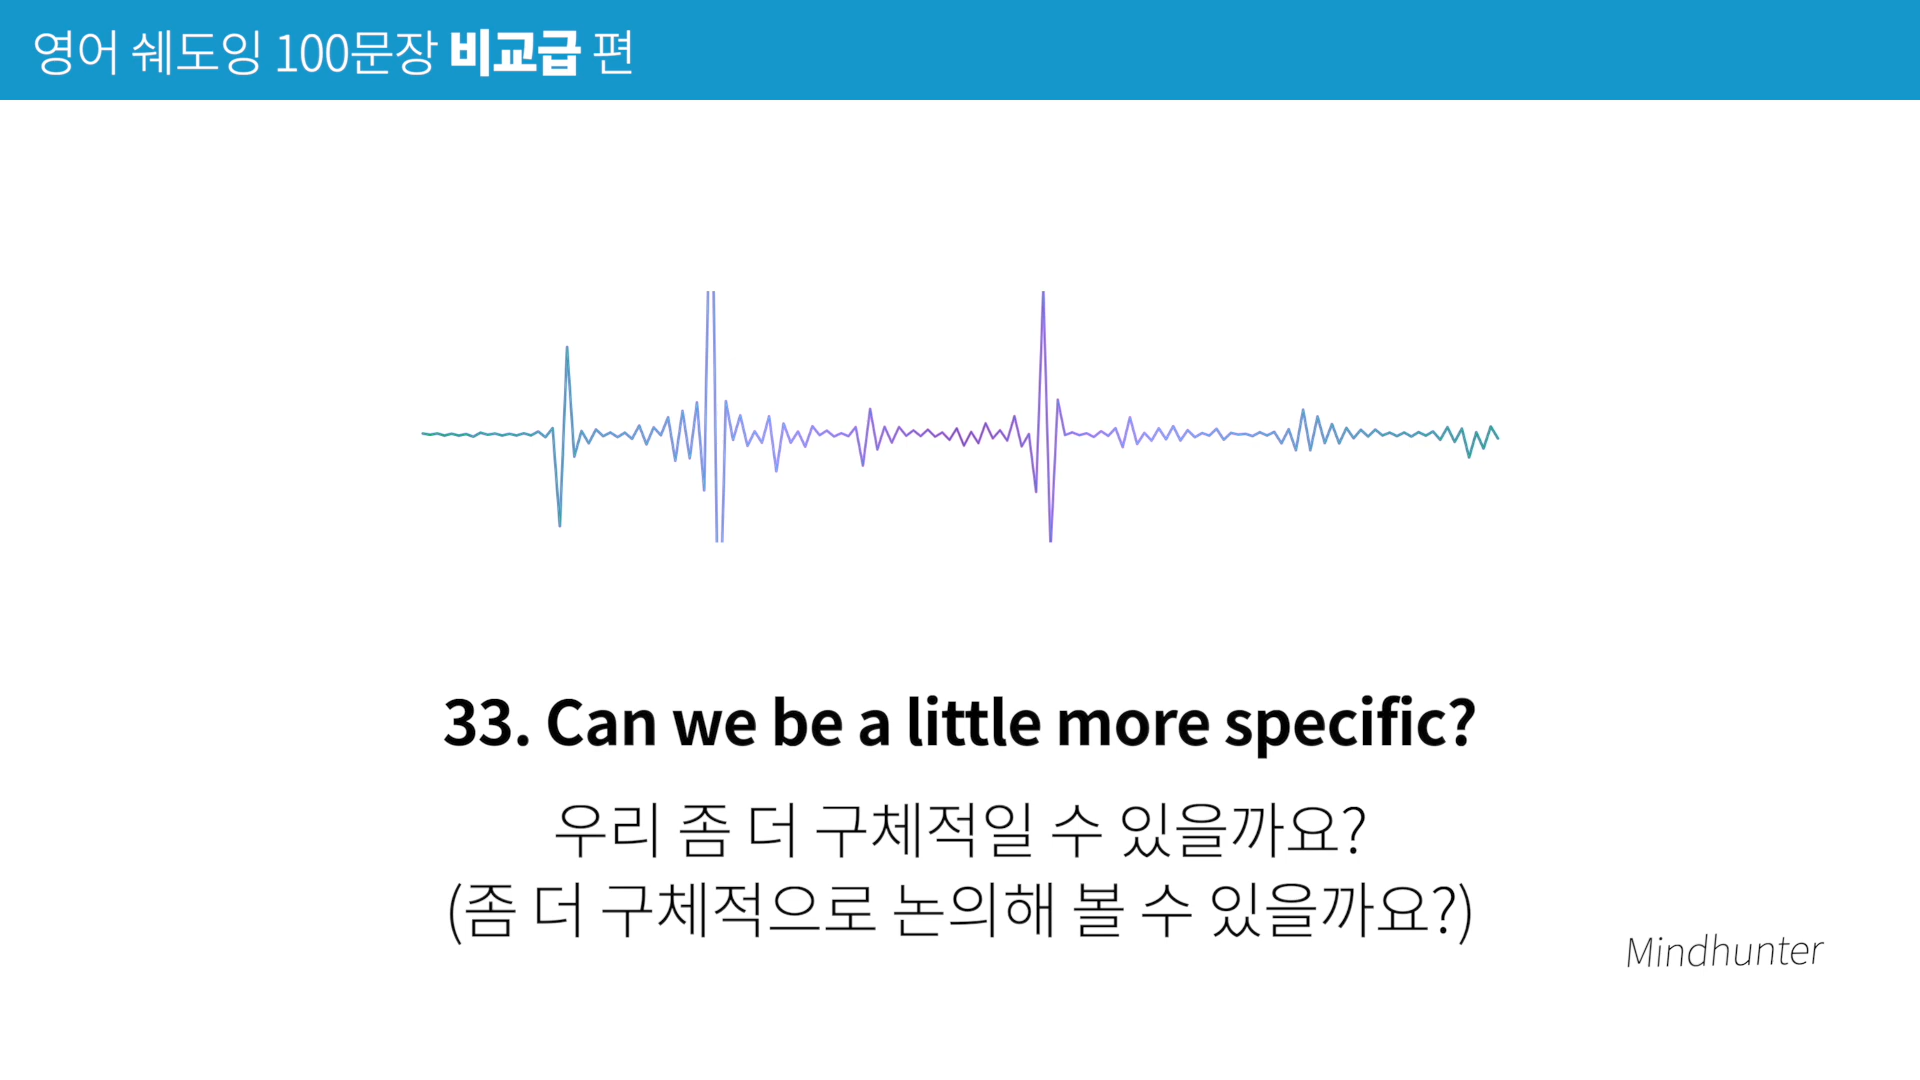 영어 쉐도잉 100문장 비교급 편
33. Can we be a little more specific?
우리 좀 더 구체적일 수 있을까요?
(좀 더 구체적으로 논의해 볼 수 있을까요?)
Mindhunter